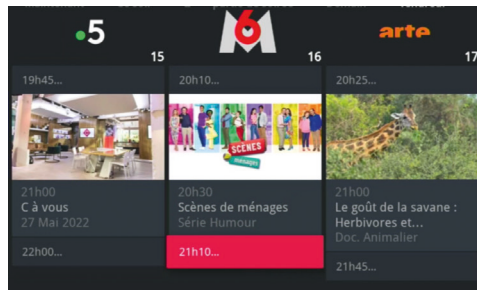 •5
M6
arte
15
16
17
19h45...
20h10...
20h25...
SCÈNES
ménages
21h00
C à vous
27 Mai 2022
20h30
Scènes de ménages
Série Humour
21h00
Le goût de la savane :
Herbivores et...
Doc. Animalier
22h00...
21h10...
21h45...